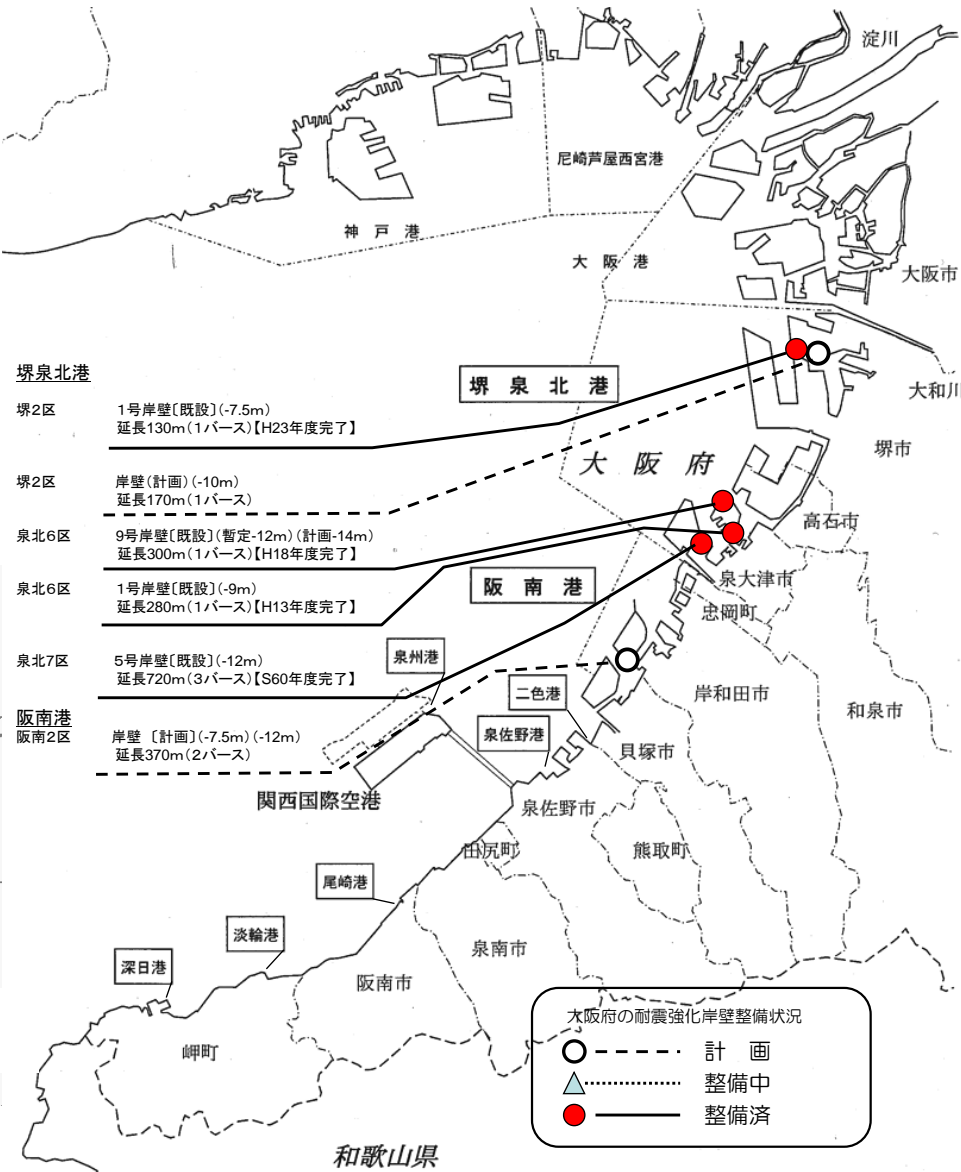 淀川
尼崎芦屋西宮港
神戸港
大阪港
大阪市
堺泉北港
堺泉北港
大和川
堺2区 1号岸壁〔既設〕(-7.5m)
延長130m(1バース)【H23年度完了】
堺市
大阪府
堺2区 岸壁(計画)(-10m)
延長170m(1バース)
高石市
泉北6区 9号岸壁〔既設〕(暫定-12m)(計画-14m)
延長300m(1バース)【H18年度完了】
阪南港
泉大津市
泉北6区 1号岸壁〔既設〕(-9m)
延長280m(1バース)【H13年度完了】
忠岡町
泉州港
泉北7区 5号岸壁〔既設〕(-12m)
延長720m(3バース)【S60年度完了】
二色港
岸和田市
和泉市
阪南港
阪南2区 岸壁 〔計画〕(-7.5m)(-12m)
延長370m(2バース)
泉佐野港
貝塚市
関西国際空港
泉佐野市
田尻町
熊取町
尾崎港
淡輪港
泉南市
深日港
阪南市
岬町
大阪府の耐震強化岸壁整備状況
計 画
整備中
整備済
和歌山県